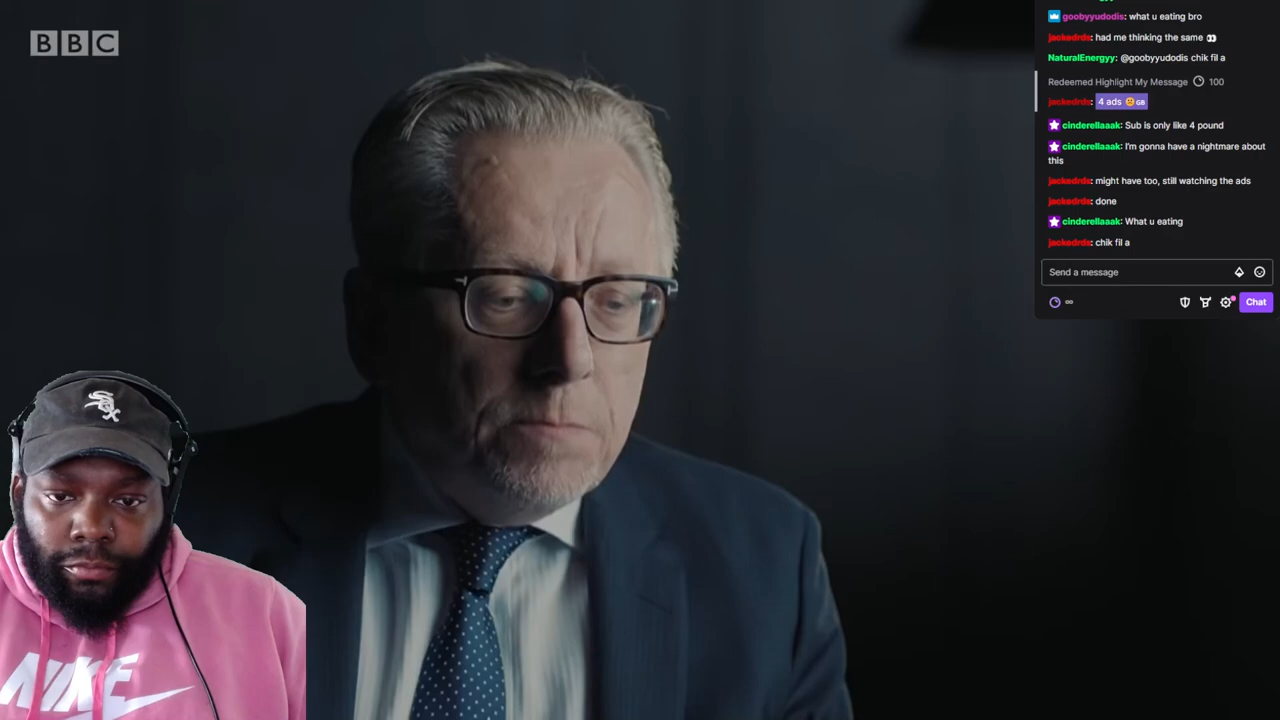 BBC
goobyyudodis: what u eating bro
jackedrds: had me thinking the same 👀
NaturalEnergyy: @goobyyudodis chik fil a
Redeemed Highlight My Message 100
jackedrds: 4 ads GB
cinderellaaak: Sub is only like 4 pound
cinderellaaak: I'm gonna have a nightmare about
this
jackedrds: might have too, still watching the ads
jackedrds: done
cinderellaaak: What u eating
jackedrds: chik fil a
Send a message
∞ Chat
Sox
NIKE